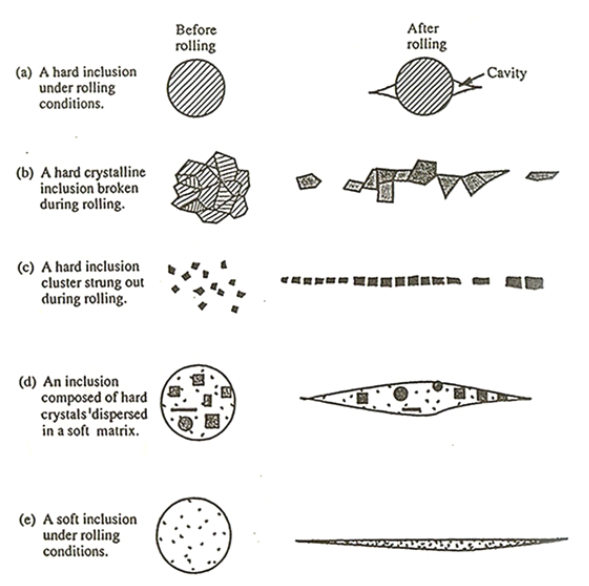 Before
rolling
After
rolling
(a) A hard inclusion
under rolling
conditions.
Cavity
(b) A hard crystalline
inclusion broken
during rolling.
(c) A hard inclusion
cluster strung out
during rolling.
(d) An inclusion
composed of hard
crystals dispersed
in a soft matrix.
(e) A soft inclusion
under rolling
conditions.